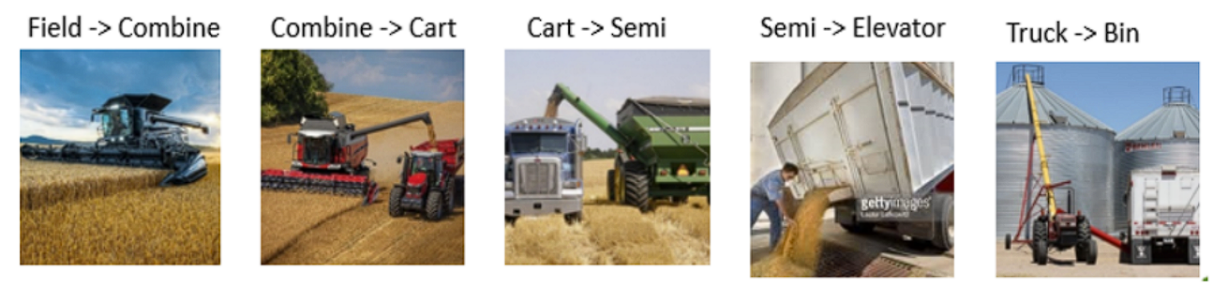 Field -> Combine
Combine -> Cart
Cart -> Semi
Semi -> Elevator
Truck -> Bin
gettyimages